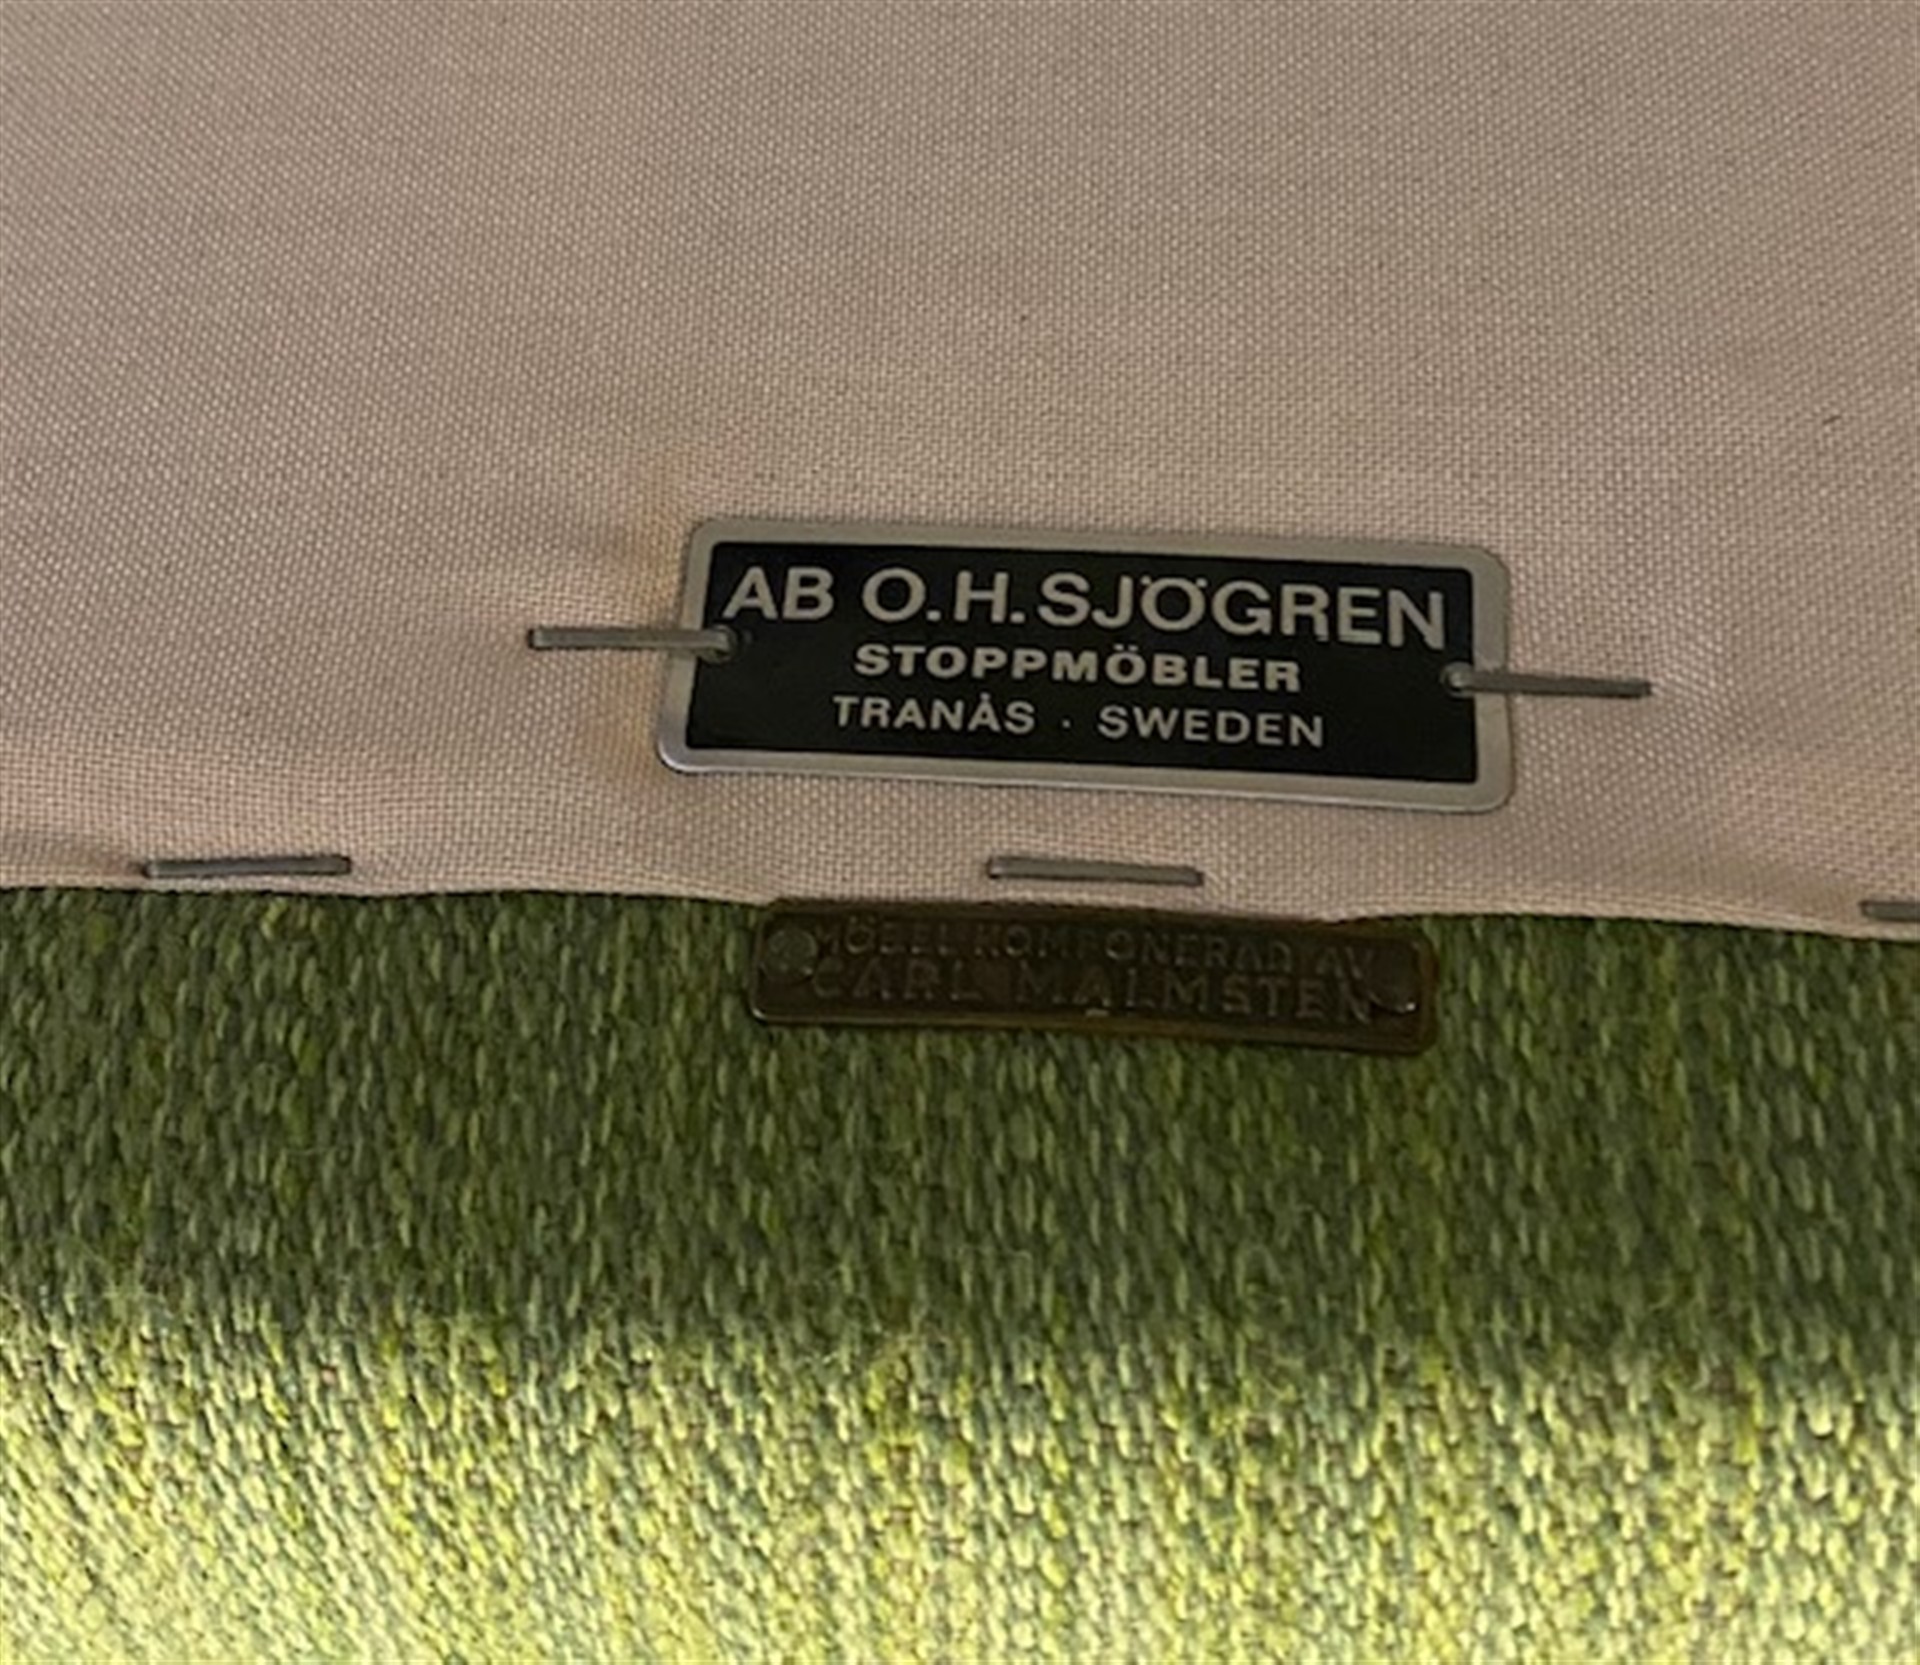 AB O.H.SJÖGREN
STOPPMÖBLER
TRANÅS · SWEDEN
MÖBEL KOMPONERAD AV
CARL MALMSTEN